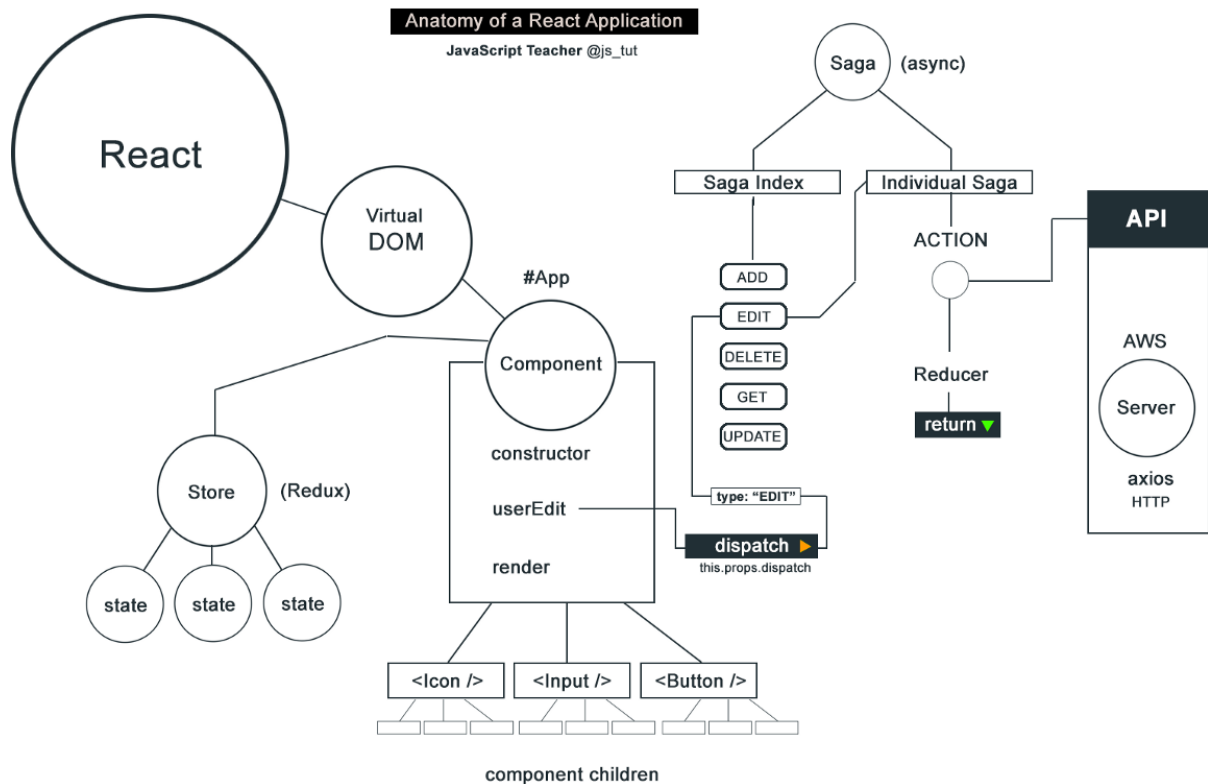 Anatomy of a React Application
JavaScript Teacher @js_tut
React
Virtual
DOM
#App
Component
constructor
userEdit
render
Store
(Redux)
state
state
state
<Icon />
<Input />
<Button />
component children
Saga
(async)
Saga Index
Individual Saga
ADD
EDIT
DELETE
GET
UPDATE
type: “EDIT”
dispatch
this.props.dispatch
ACTION
Reducer
return
API
AWS
Server
axios
HTTP